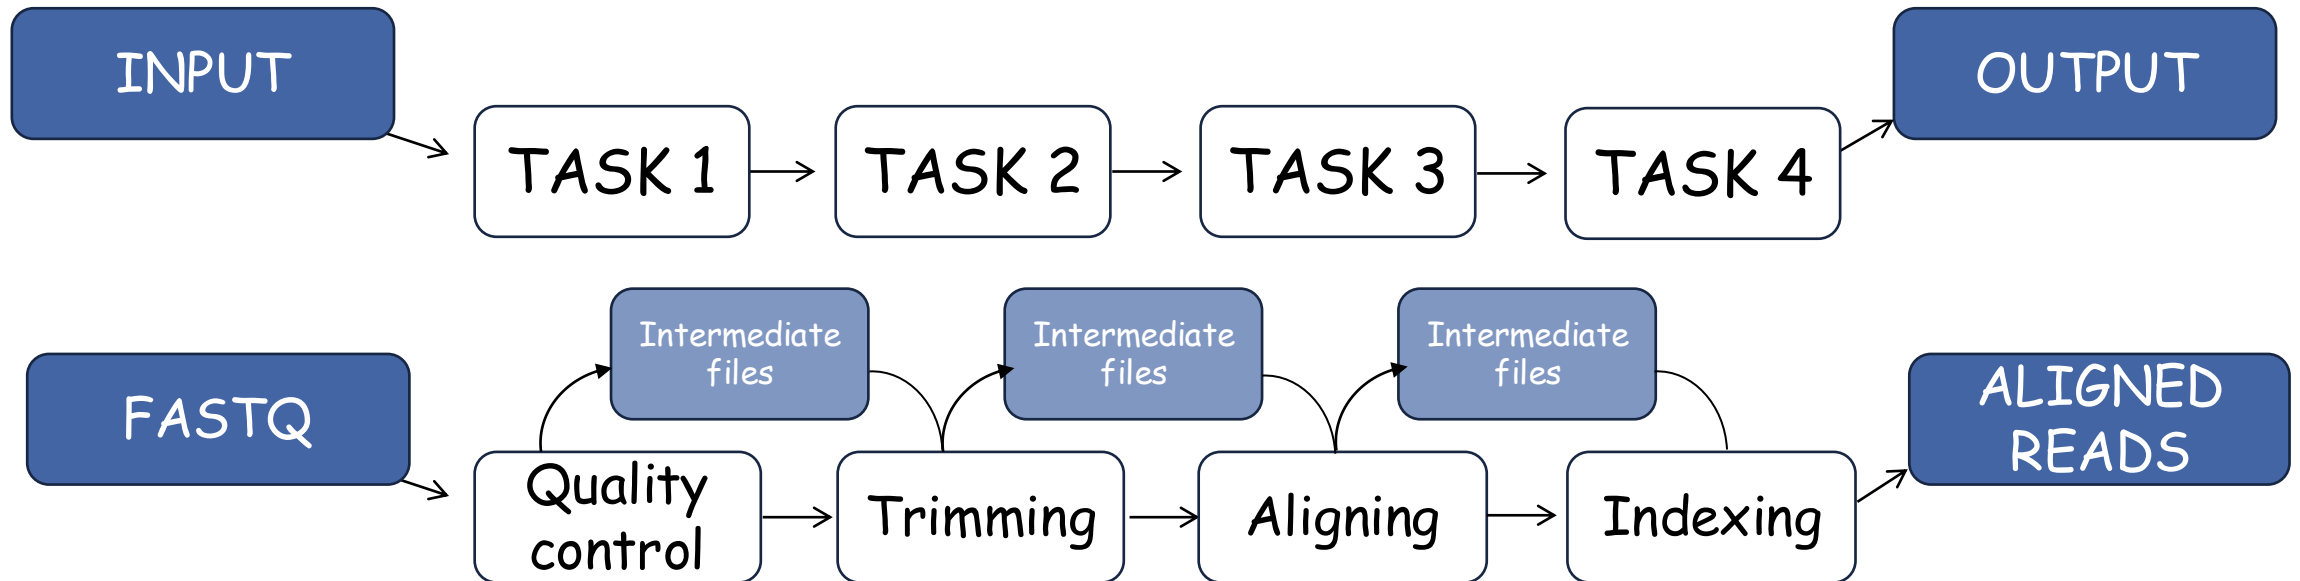 INPUT
OUTPUT
TASK 1
TASK 2
TASK 3
TASK 4
Intermediate
files
Intermediate
files
Intermediate
files
FASTQ
ALIGNED
READS
Quality
control
Trimming
Aligning
Indexing